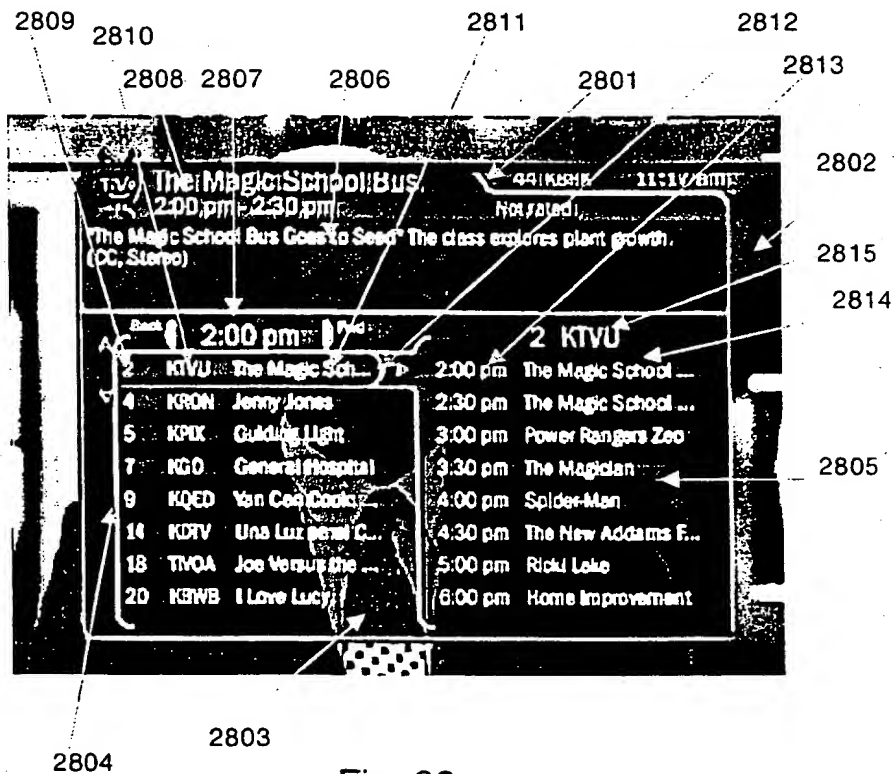 2809 2810 2811 2812
2808 2807 2806 2801 2813
2802
TiVo The Magic School Bus.
2:00 pm - 2:30 pm Not rated
"The Magic School Bus Goes to Seed" The class explores plant growth.
(CC, Stereo)
2815
2814
Back 2:00 pm Fwd 2 KTVU
2 KTVU The Magic Sch... 2:00 pm The Magic School ...
4 KRON Jenny Jones 2:30 pm The Magic School ...
5 KPIX Guiding Light 3:00 pm Power Rangers Zeo
7 KGO General Hospital 3:30 pm The Magician
2805
9 KQED Yan Can Cook ... 4:00 pm Spider-Man
14 KDTV Una Luz en el C... 4:30 pm The New Addams F...
18 TIVOA Joe Versus the ... 5:00 pm Ricki Lake
20 KBWB I Love Lucy 6:00 pm Home Improvement
2803
2804